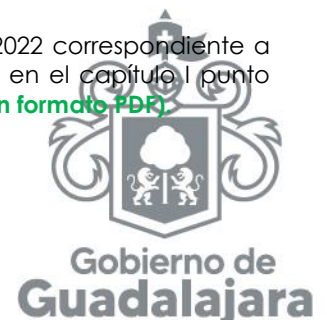 2022 correspondiente a
en el capítulo I punto
n formato PDF).
Gobierno de
Guadalajara